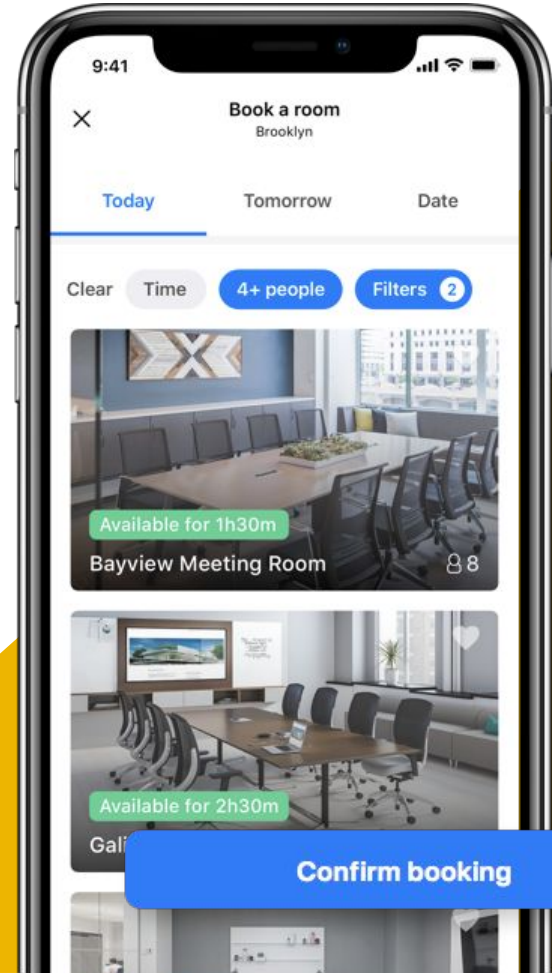 9:41
Book a room
Brooklyn
Today Tomorrow Date
Clear Time 4+ people Filters 2
Available for 1h30m
Bayview Meeting Room 8
Available for 2h30m
Confirm booking